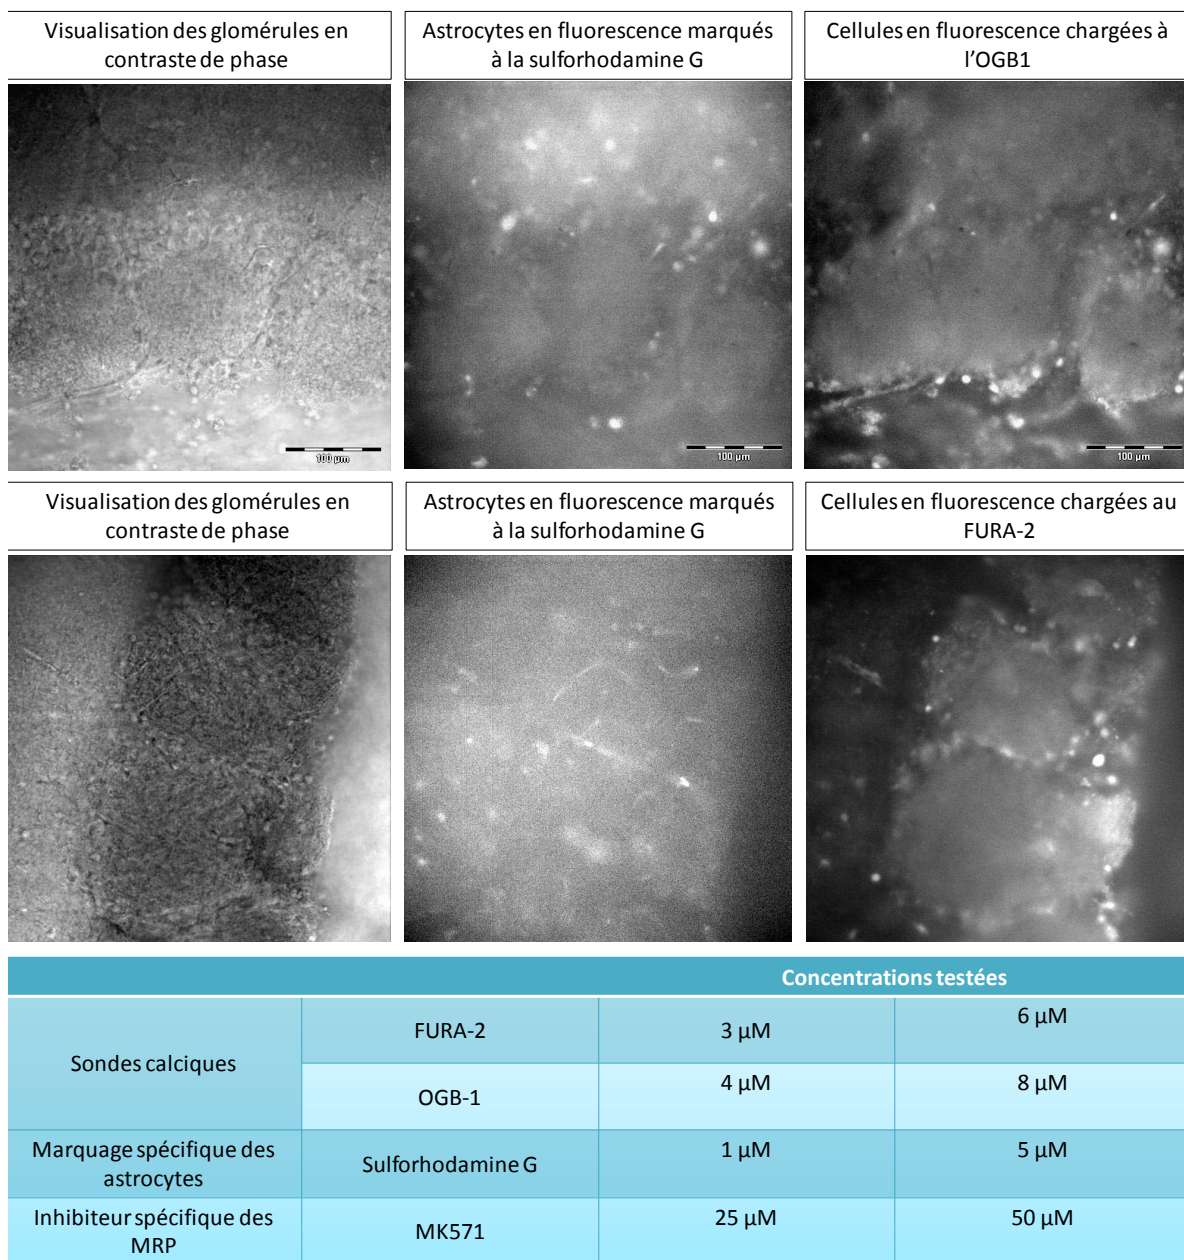 Visualisation des glomérules en
contraste de phase
Astrocytes en fluorescence marqués
à la sulforhodamine G
Cellules en fluorescence chargées à
l’OGB1
100 µm
100 µm
100 µm
Visualisation des glomérules en
contraste de phase
Astrocytes en fluorescence marqués
à la sulforhodamine G
Cellules en fluorescence chargées au
FURA-2
Concentrations testées
Sondes calciques
FURA-2
3 µM
6 µM
OGB-1
4 µM
8 µM
Marquage spécifique des
astrocytes
Sulforhodamine G
1 µM
5 µM
Inhibiteur spécifique des
MRP
MK571
25 µM
50 µM